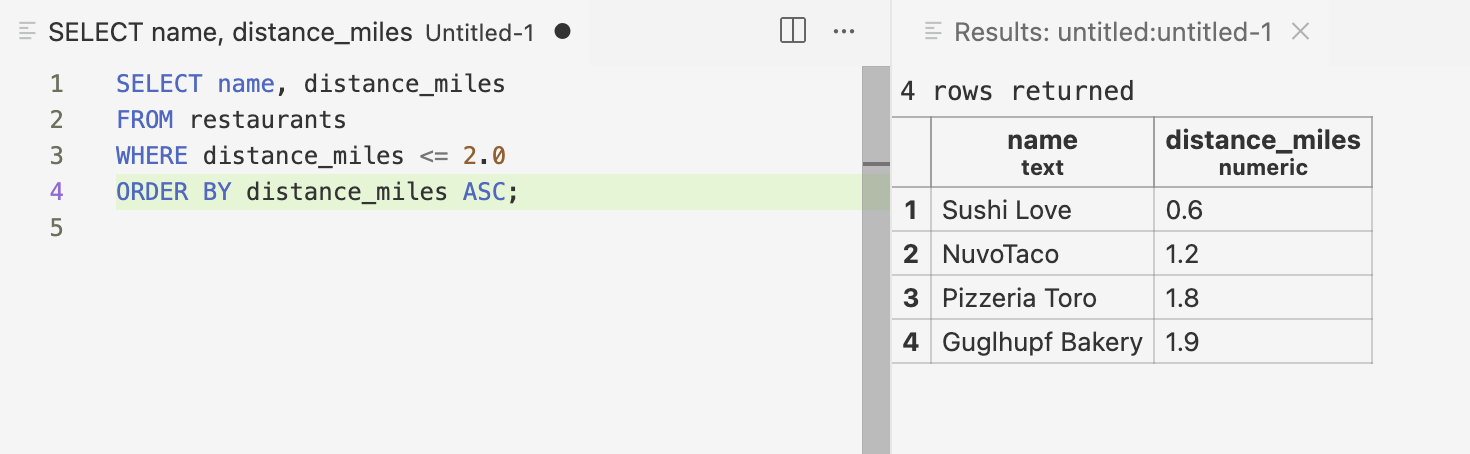 SELECT name, distance_miles Untitled-1
1 SELECT name, distance_miles
2 FROM restaurants
3 WHERE distance_miles <= 2.0
4 ORDER BY distance_miles ASC;
5
Results: untitled:untitled-1
4 rows returned
name distance_miles
text numeric
1 Sushi Love 0.6
2 NuvoTaco 1.2
3 Pizzeria Toro 1.8
4 Guglhupf Bakery 1.9